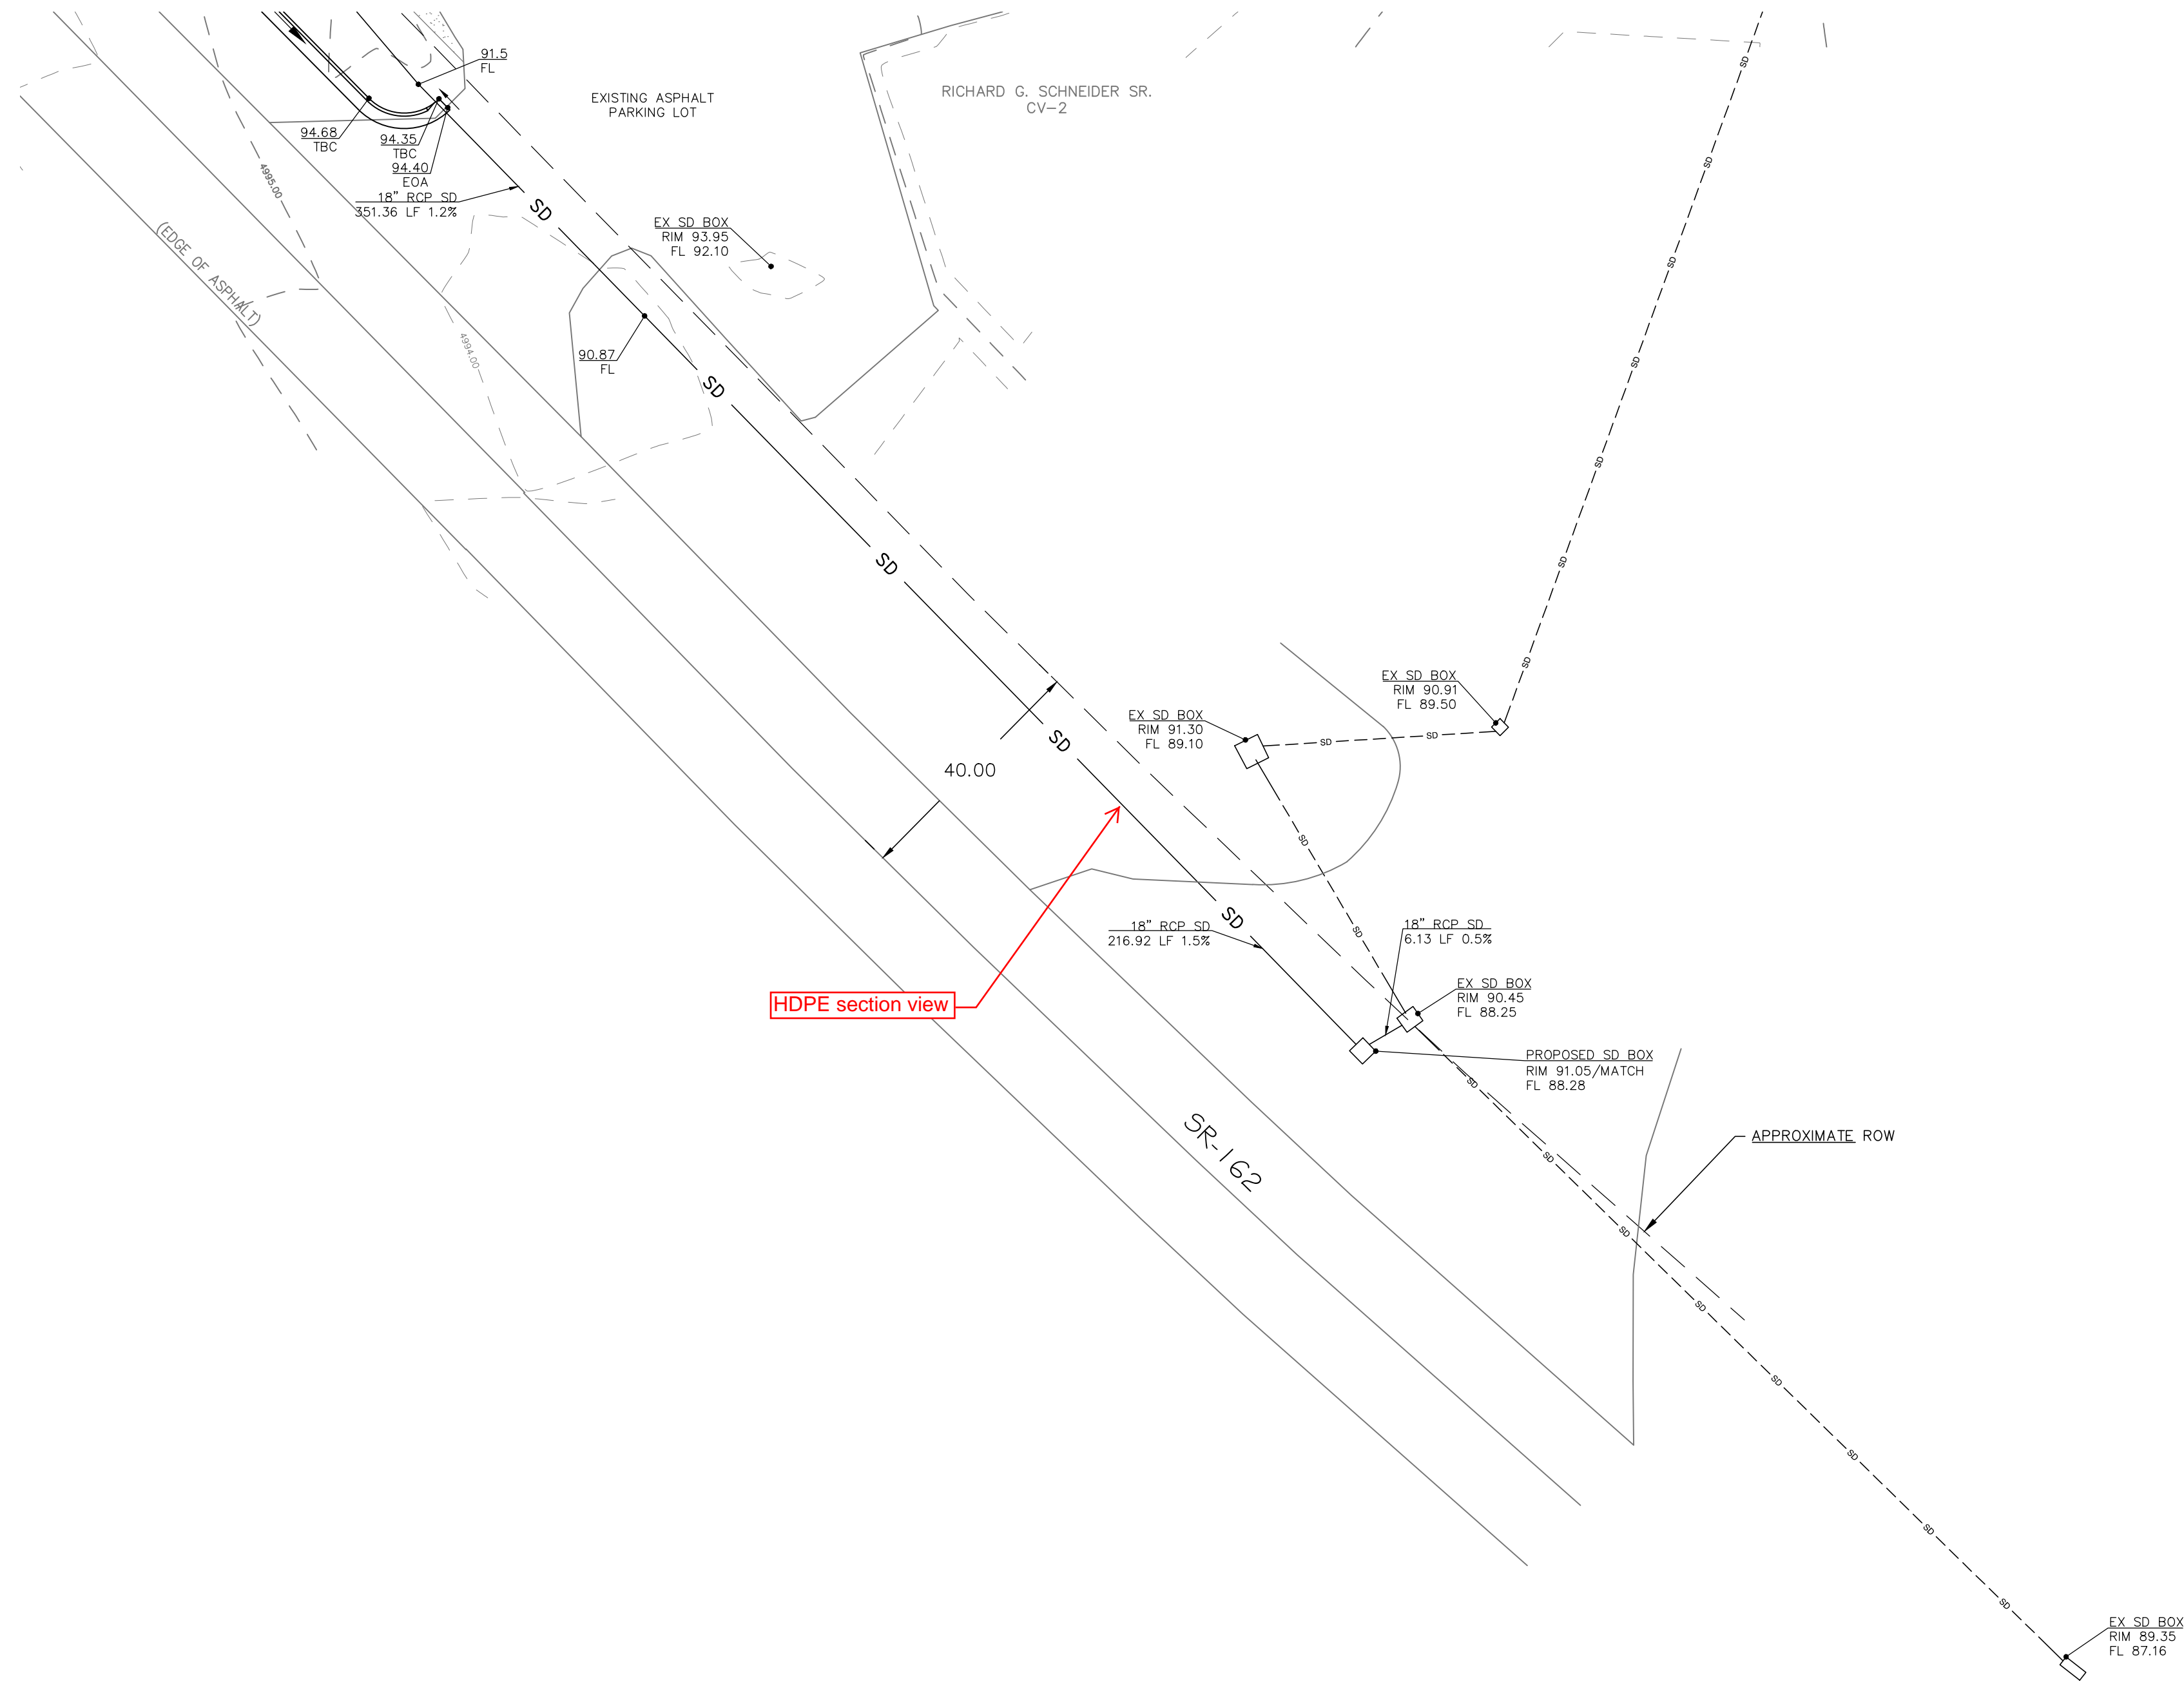 91.5
FL
EXISTING ASPHALT
PARKING LOT
RICHARD G. SCHNEIDER SR.
CV-2
94.68
TBC
94.35
TBC
94.40
EOA
18" RCP SD
351.36 LF 1.2%
4995.00
(EDGE OF ASPHALT)
SD
EX SD BOX
RIM 93.95
FL 92.10
4994.00
90.87
FL
SD
SD
SD
SD
SD
SD
SD
SD
SD
SD
SD
EX SD BOX
RIM 90.91
FL 89.50
EX SD BOX
RIM 91.30
FL 89.10
SD
SD
SD
40.00
SD
SD
SD
18" RCP SD
216.92 LF 1.5%
18" RCP SD
6.13 LF 0.5%
HDPE section view
EX SD BOX
RIM 90.45
FL 88.25
PROPOSED SD BOX
RIM 91.05/MATCH
FL 88.28
SD
SR-162
APPROXIMATE ROW
SD
SD
SD
SD
SD
SD
SD
EX SD BOX
RIM 89.35
FL 87.16